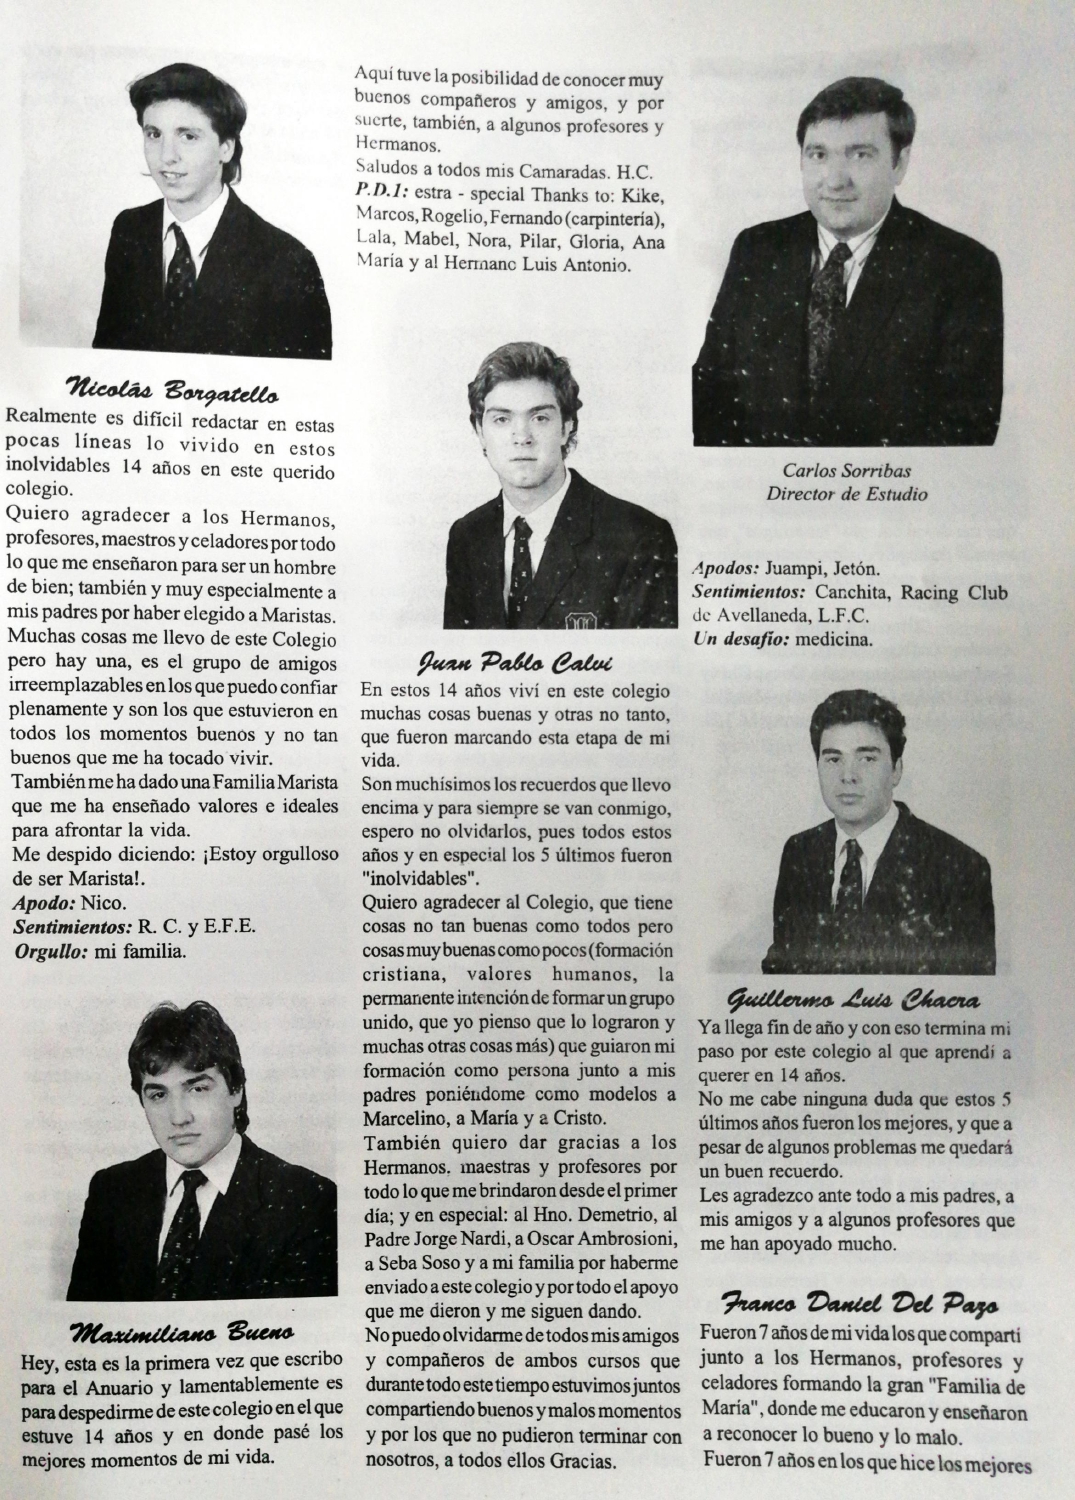 Nicolás Borgatello
Realmente es difícil redactar en estas
pocas líneas lo vivido en estos
inolvidables 14 años en este querido
colegio.
Quiero agradecer a los Hermanos,
profesores, maestros y celadores por todo
lo que me enseñaron para ser un hombre
de bien; también y muy especialmente a
mis padres por haber elegido a Maristas.
Muchas cosas me llevo de este Colegio
pero hay una, es el grupo de amigos
irreemplazables en los que puedo confiar
plenamente y son los que estuvieron en
todos los momentos buenos y no tan
buenos que me ha tocado vivir.
También me ha dado una Familia Marista
que me ha enseñado valores e ideales
para afrontar la vida.
Me despido diciendo: ¡Estoy orgulloso
de ser Marista!.
Apodo: Nico.
Sentimientos: R. C. y E.F.E.
Orgullo: mi familia.
Maximiliano Bueno
Hey, esta es la primera vez que escribo
para el Anuario y lamentablemente es
para despedirme de este colegio en el que
estuve 14 años y en donde pasé los
mejores momentos de mi vida.
Aquí tuve la posibilidad de conocer muy
buenos compañeros y amigos, y por
suerte, también, a algunos profesores y
Hermanos.
Saludos a todos mis Camaradas. H.C.
P.D.1: estra - special Thanks to: Kike,
Marcos, Rogelio, Fernando (carpintería),
Lala, Mabel, Nora, Pilar, Gloria, Ana
María y al Hermano Luis Antonio.
Juan Pablo Calvi
En estos 14 años viví en este colegio
muchas cosas buenas y otras no tanto,
que fueron marcando esta etapa de mi
vida.
Son muchísimos los recuerdos que llevo
encima y para siempre se van conmigo,
espero no olvidarlos, pues todos estos
años y en especial los 5 últimos fueron
"inolvidables".
Quiero agradecer al Colegio, que tiene
cosas no tan buenas como todos pero
cosas muy buenas como pocos (formación
cristiana, valores humanos, la
permanente intención de formar un grupo
unido, que yo pienso que lo lograron y
muchas otras cosas más) que guiaron mi
formación como persona junto a mis
padres poniéndome como modelos a
Marcelino, a María y a Cristo.
También quiero dar gracias a los
Hermanos. maestras y profesores por
todo lo que me brindaron desde el primer
día; y en especial: al Hno. Demetrio, al
Padre Jorge Nardi, a Oscar Ambrosioni,
a Seba Soso y a mi familia por haberme
enviado a este colegio y por todo el apoyo
que me dieron y me siguen dando.
No puedo olvidarme de todos mis amigos
y compañeros de ambos cursos que
durante todo este tiempo estuvimos juntos
compartiendo buenos y malos momentos
y por los que no pudieron terminar con
nosotros, a todos ellos Gracias.
Carlos Sorribas
Director de Estudio
Apodos: Juampi, Jetón.
Sentimientos: Canchita, Racing Club
de Avellaneda, L.F.C.
Un desafío: medicina.
Guillermo Luis Chacra
Ya llega fin de año y con eso termina mi
paso por este colegio al que aprendí a
querer en 14 años.
No me cabe ninguna duda que estos 5
últimos años fueron los mejores, y que a
pesar de algunos problemas me quedará
un buen recuerdo.
Les agradezco ante todo a mis padres, a
mis amigos y a algunos profesores que
me han apoyado mucho.
Franco Daniel Del Pazo
Fueron 7 años de mi vida los que compartí
junto a los Hermanos, profesores y
celadores formando la gran "Familia de
María", donde me educaron y enseñaron
a reconocer lo bueno y lo malo.
Fueron 7 años en los que hice los mejores